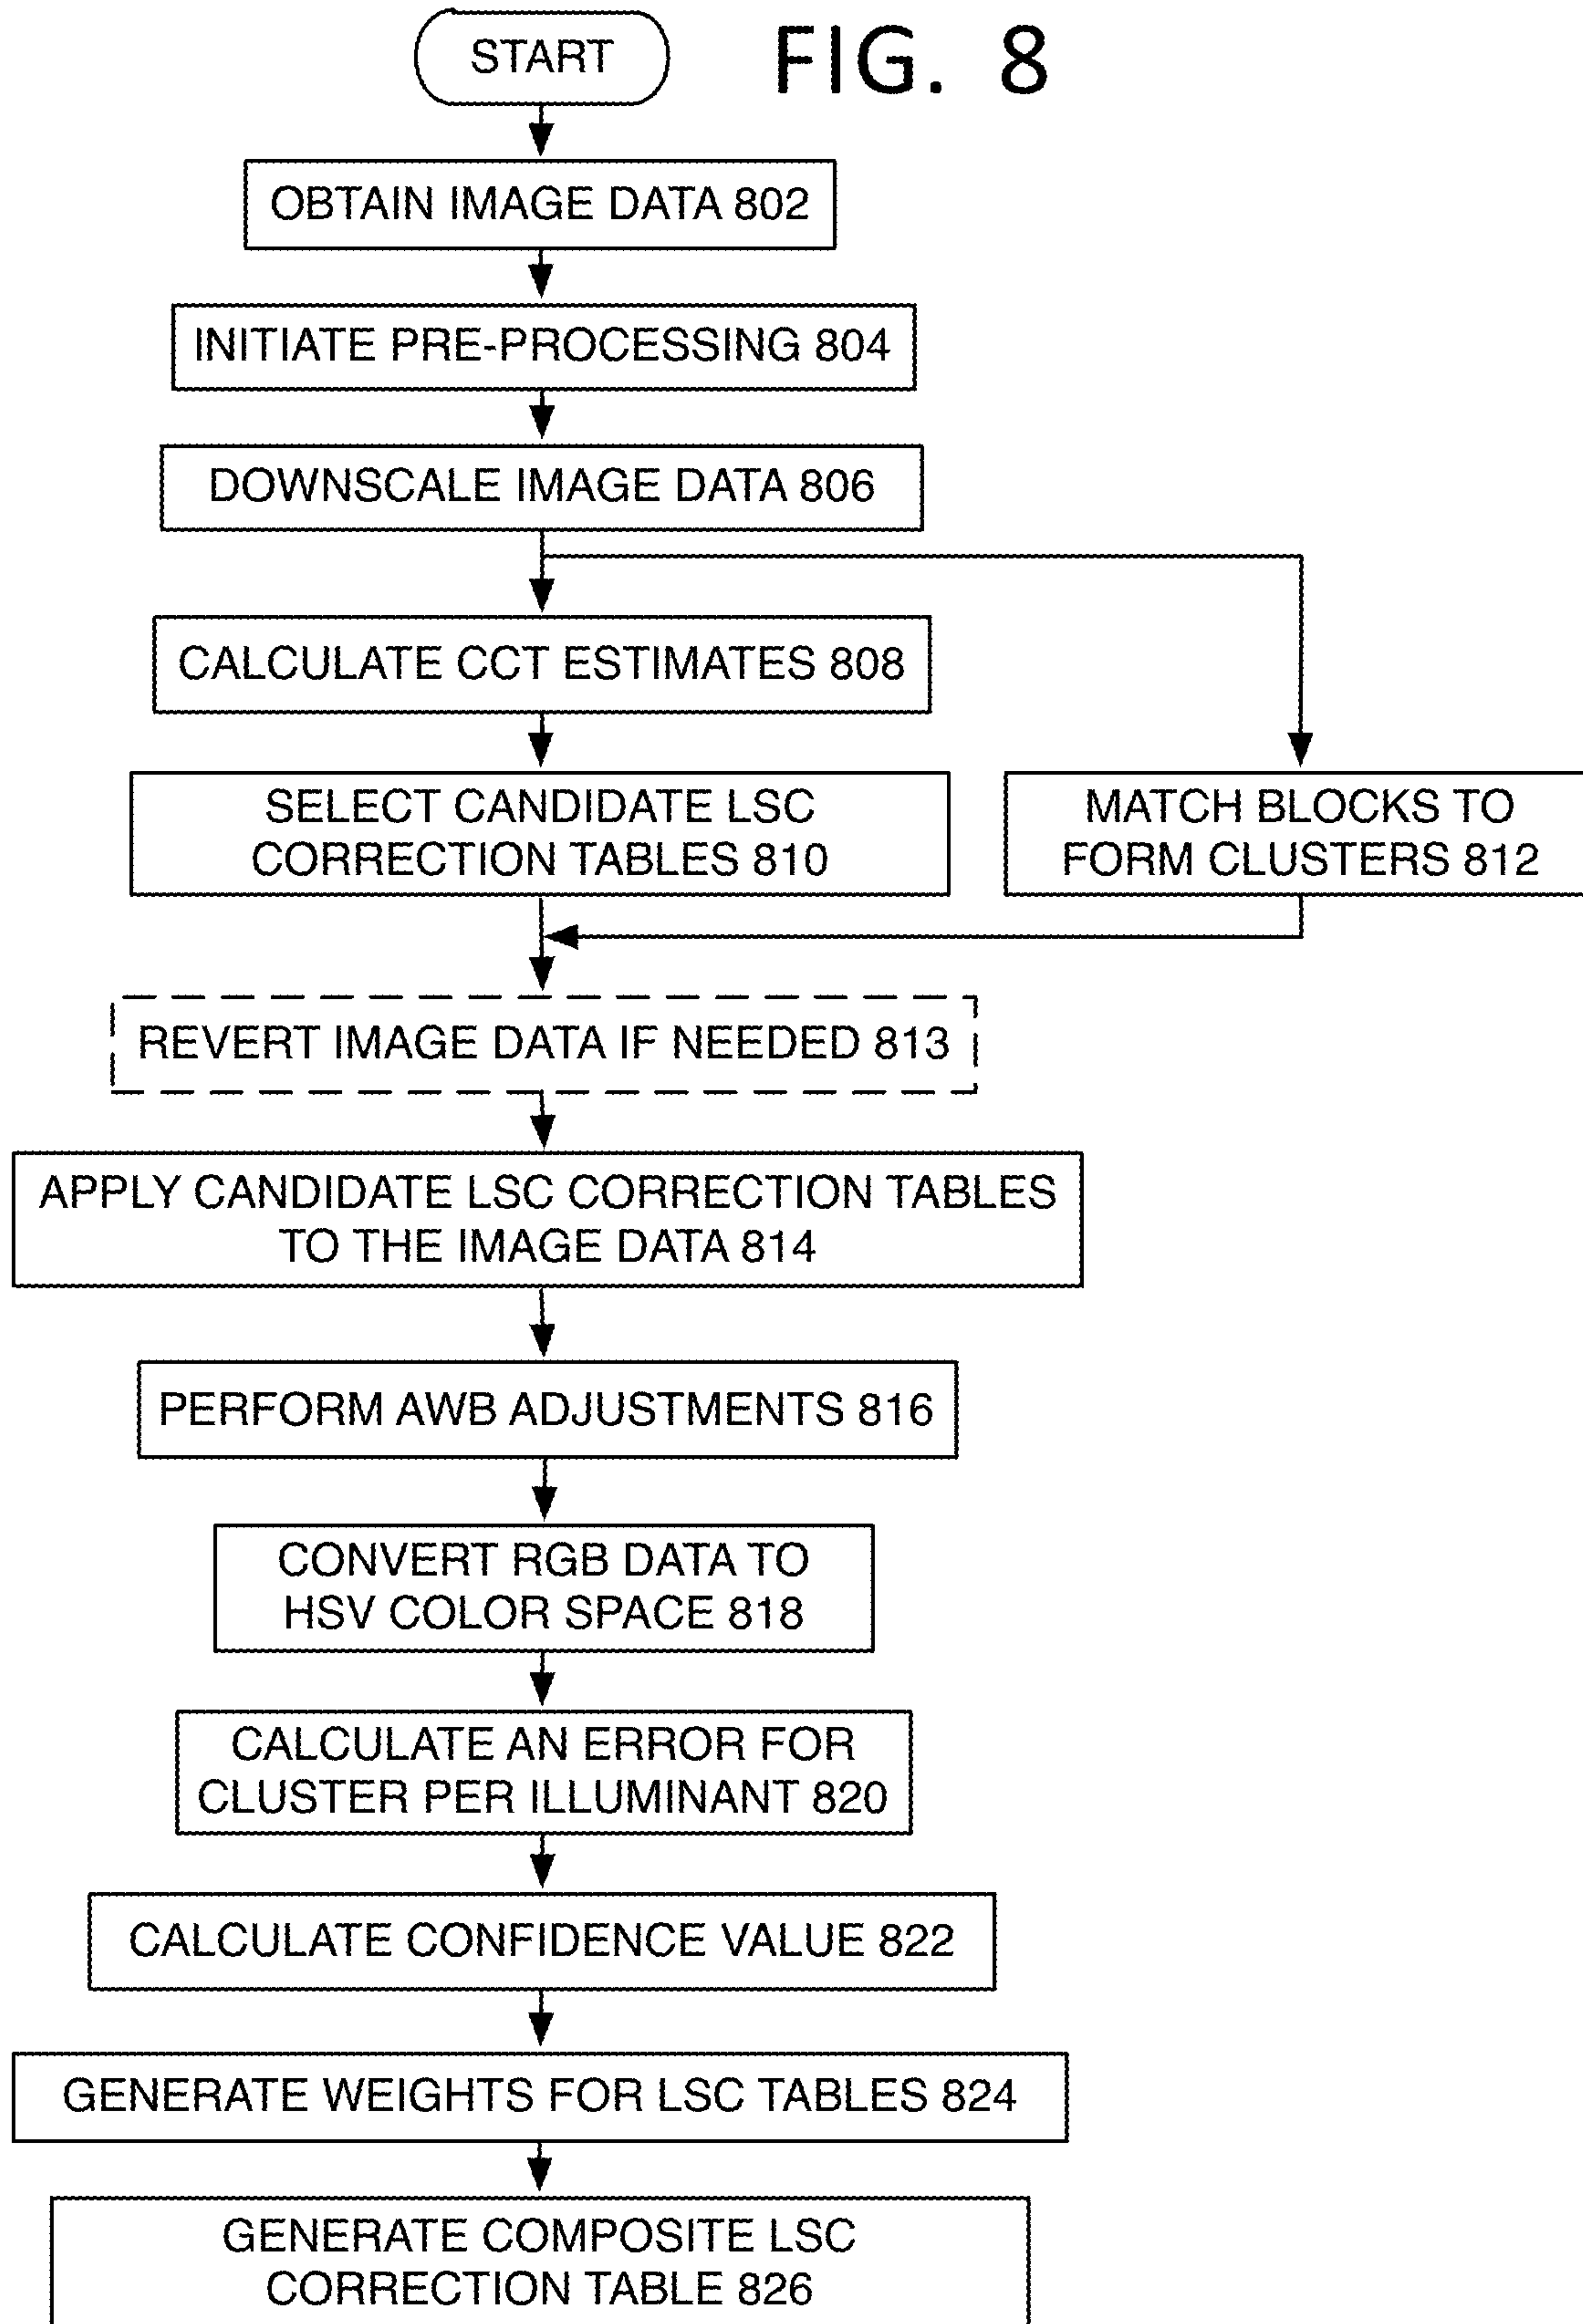 START
FIG. 8
OBTAIN IMAGE DATA 802
INITIATE PRE-PROCESSING 804
DOWNSCALE IMAGE DATA 806
CALCULATE CCT ESTIMATES 808
SELECT CANDIDATE LSC
CORRECTION TABLES 810
MATCH BLOCKS TO
FORM CLUSTERS 812
REVERT IMAGE DATA IF NEEDED 813
APPLY CANDIDATE LSC CORRECTION TABLES
TO THE IMAGE DATA 814
PERFORM AWB ADJUSTMENTS 816
CONVERT RGB DATA TO
HSV COLOR SPACE 818
CALCULATE AN ERROR FOR
CLUSTER PER ILLUMINANT 820
CALCULATE CONFIDENCE VALUE 822
GENERATE WEIGHTS FOR LSC TABLES 824
GENERATE COMPOSITE LSC
CORRECTION TABLE 826